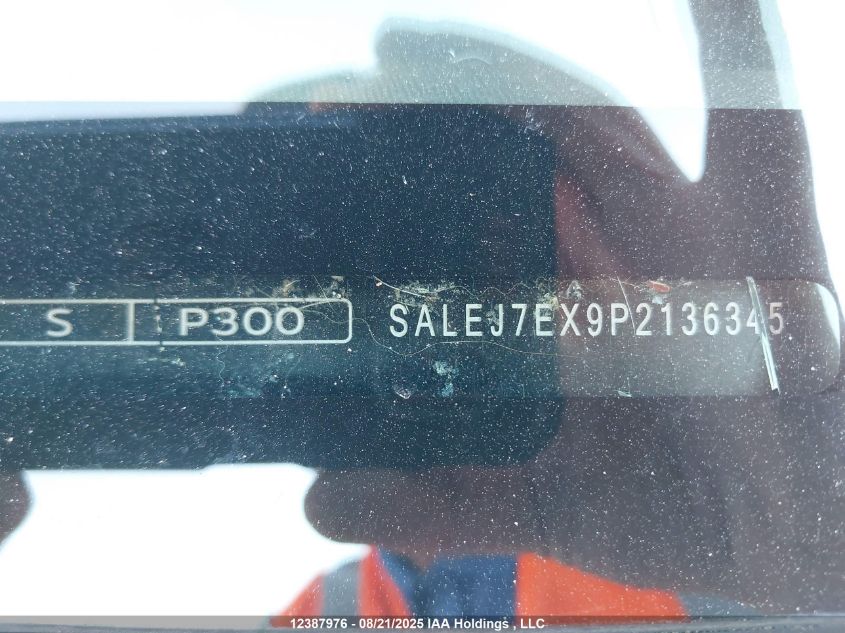 S P300 SALEJ7EX9P2136345
12387976 - 08/21/2025 IAA Holdings , LLC